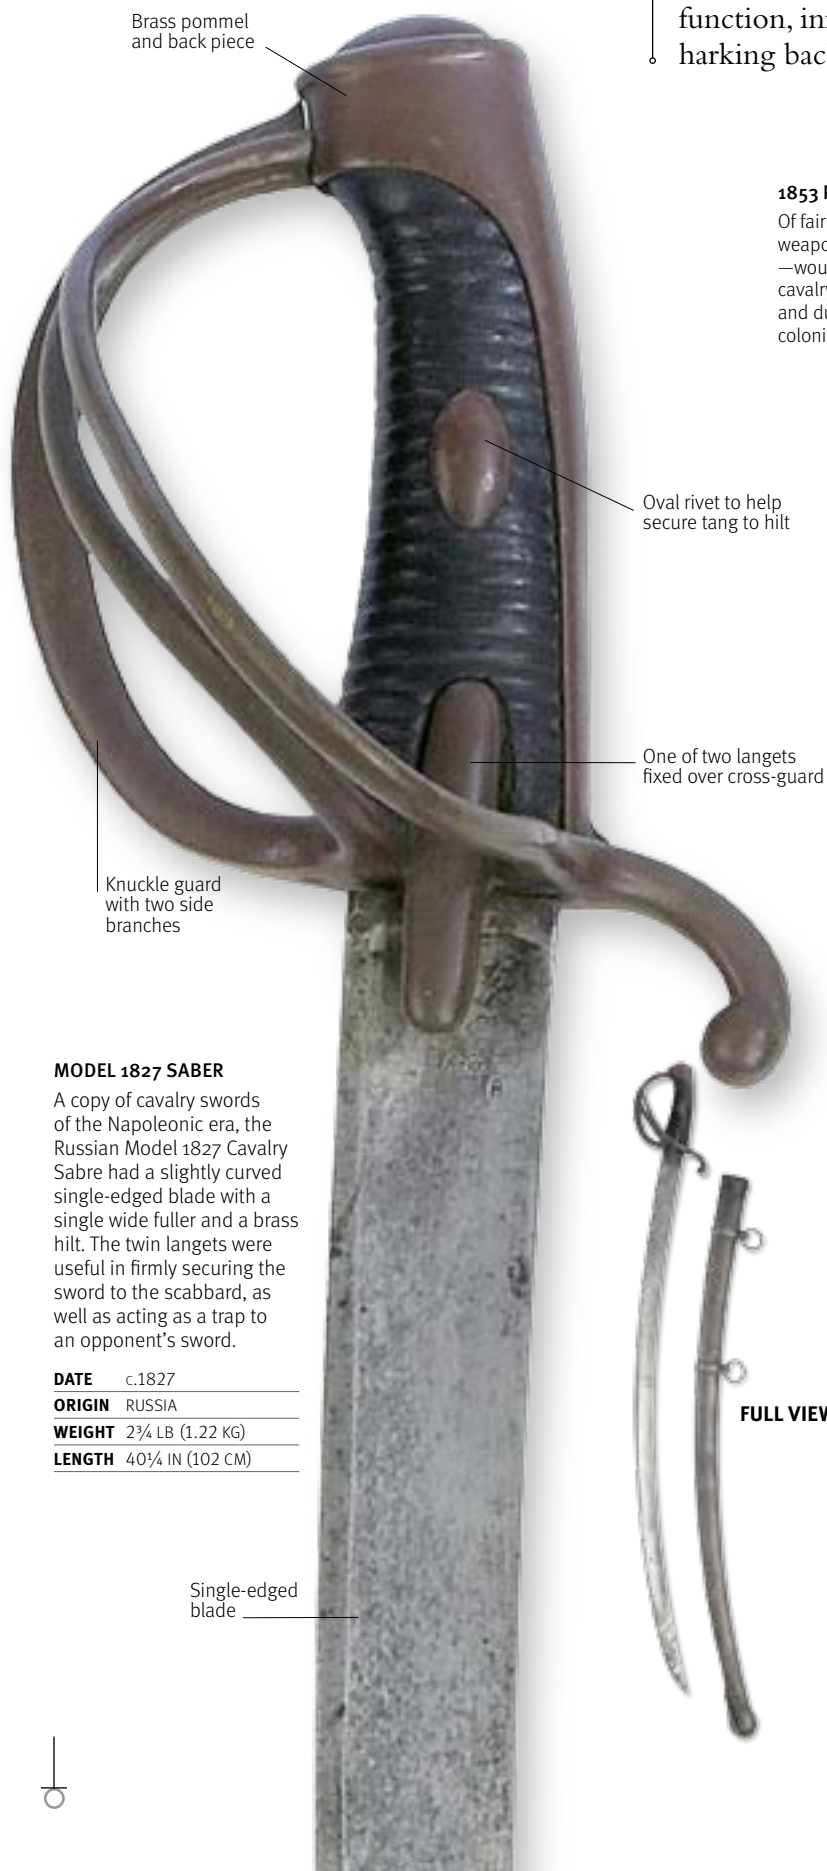 Brass pommel
and back piece
function, in
harking bac
1853
Of fair
weapo
—wou
cavalry
and du
coloni
Oval rivet to help
secure tang to hilt
One of two langets
fixed over cross-guard
Knuckle guard
with two side
branches
MODEL 1827 SABER
A copy of cavalry swords
of the Napoleonic era, the
Russian Model 1827 Cavalry
Sabre had a slightly curved
single-edged blade with a
single wide fuller and a brass
hilt. The twin langets were
useful in firmly securing the
sword to the scabbard, as
well as acting as a trap to
an opponent’s sword.
DATE c.1827
ORIGIN RUSSIA
WEIGHT 2¾ LB (1.22 KG)
LENGTH 40¼ IN (102 CM)
FULL VIEW
Single-edged
blade